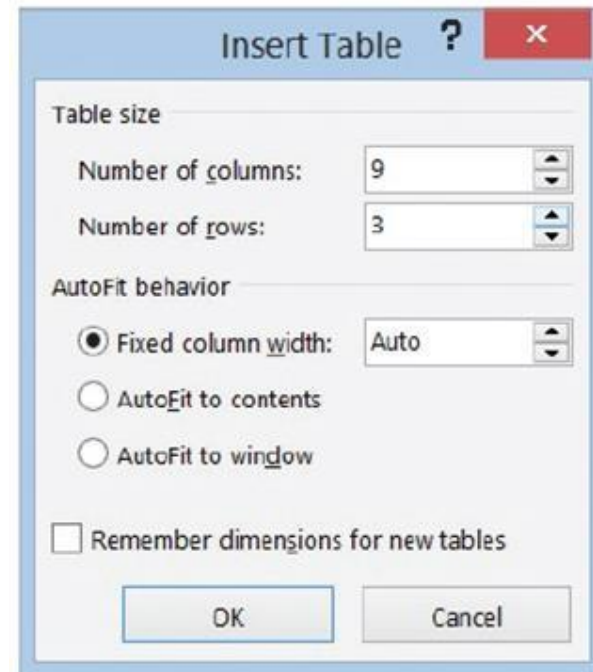 Insert Table ?
Table size
Number of columns: 9
Number of rows: 3
AutoFit behavior
Fixed column width: Auto
AutoFit to contents
AutoFit to window
Remember dimensions for new tables
OK Cancel